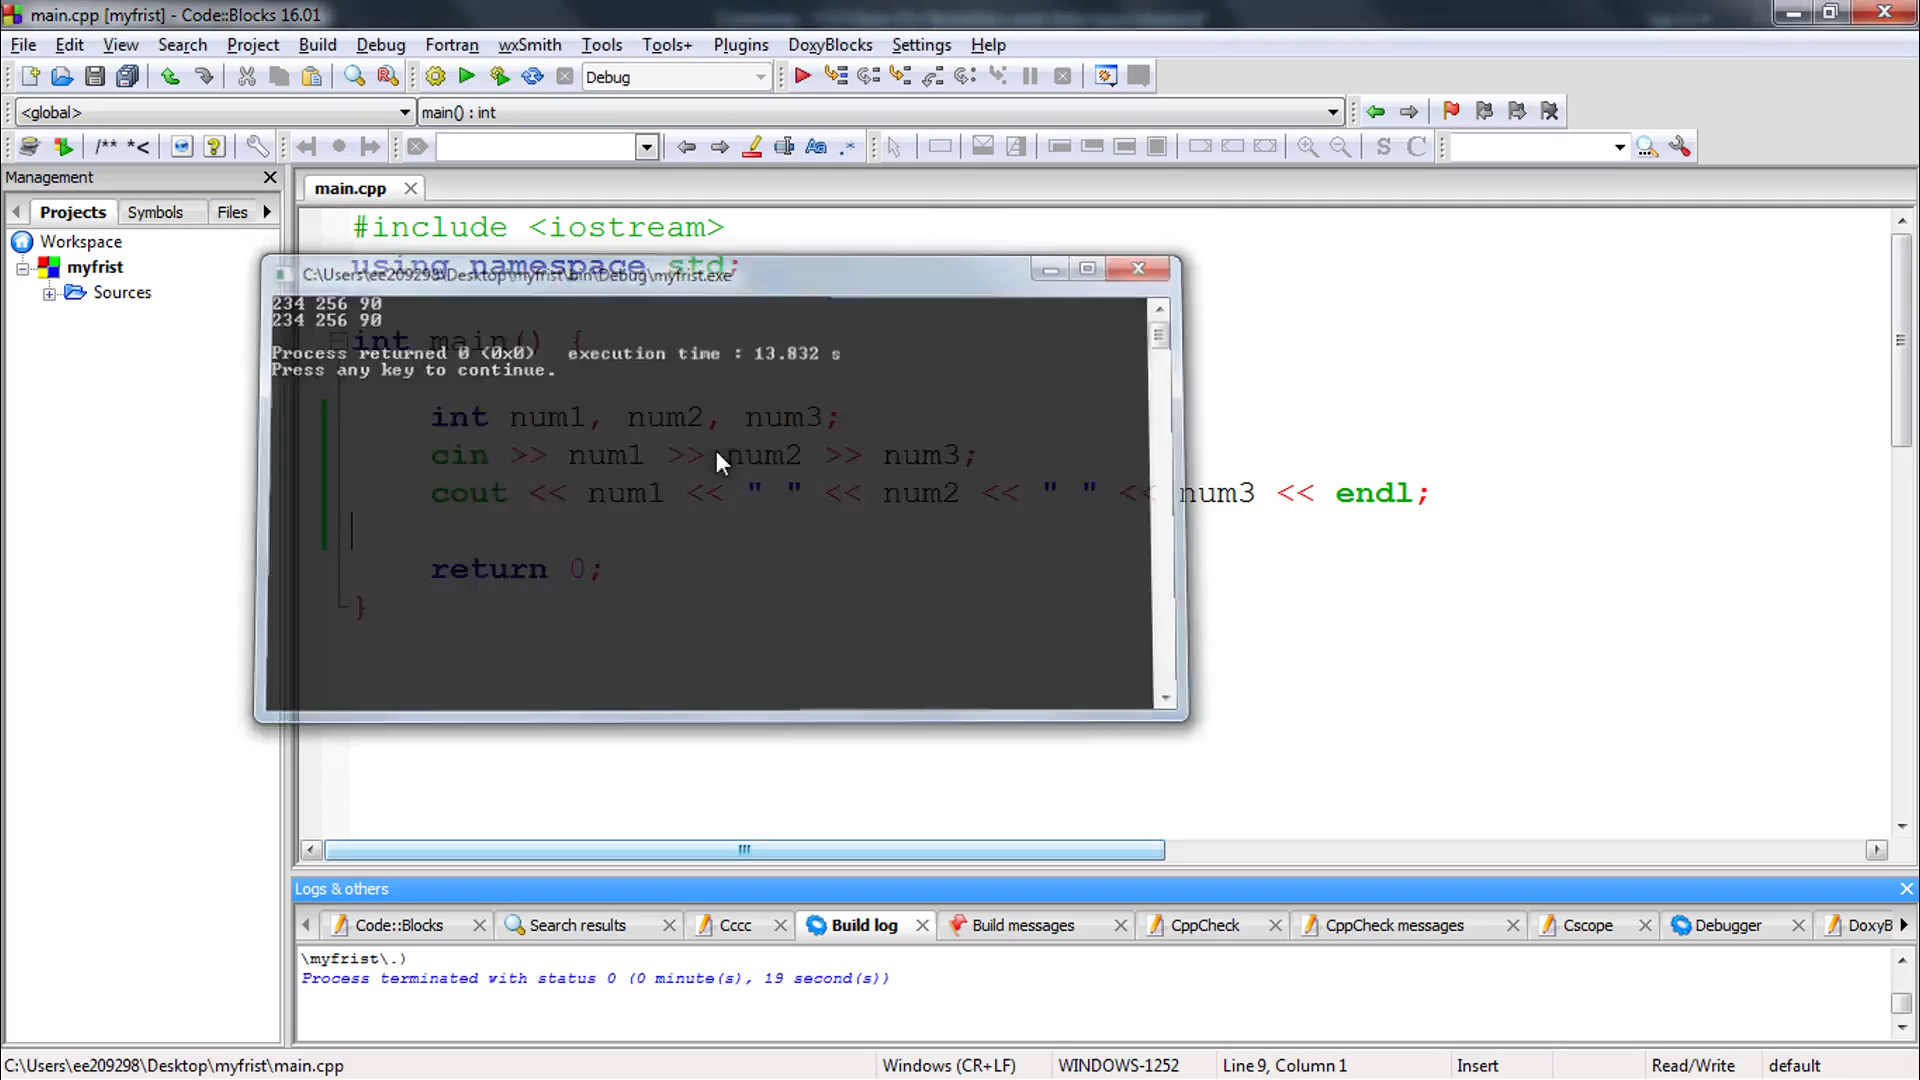 main.cpp [myfrist] - Code::Blocks 16.01
File Edit View Search Project Build Debug Fortran wxSmith Tools Tools+ Plugins DoxyBlocks Settings Help
Debug
<global> main() : int
/** *<
Management
Projects Symbols Files
Workspace
myfrist
Sources
main.cpp
#include <iostream>
using namespace std;
C:\Users\ee209298\Desktop\myfrist\bin\Debug\myfrist.exe
234 256 90
234 256 90
int main() {
Process returned 0 (0x0) execution time : 13.832 s
Press any key to continue.
int num1, num2, num3;
cin >> num1 >> num2 >> num3;
cout << num1 << " " << num2 << " " << num3 << endl;
return 0;
}
Logs & others
Code::Blocks Search results Cccc Build log Build messages CppCheck CppCheck messages Cscope Debugger DoxyB
\myfrist\.)
Process terminated with status 0 (0 minute(s), 19 second(s))
C:\Users\ee209298\Desktop\myfrist\main.cpp Windows (CR+LF) WINDOWS-1252 Line 9, Column 1 Insert Read/Write default